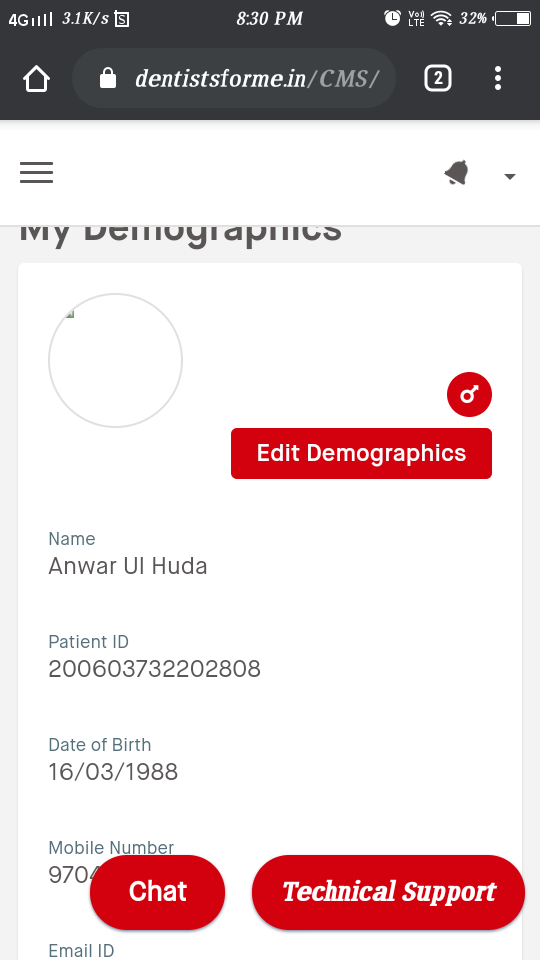 4G 3.1K/s S 8:30 PM Vo)) LTE 32%
dentistsforme.in/CMS/ 2
My Demographics
Edit Demographics
Name
Anwar Ul Huda
Patient ID
200603732202808
Date of Birth
16/03/1988
Mobile Number
9704
Chat Technical Support
Email ID